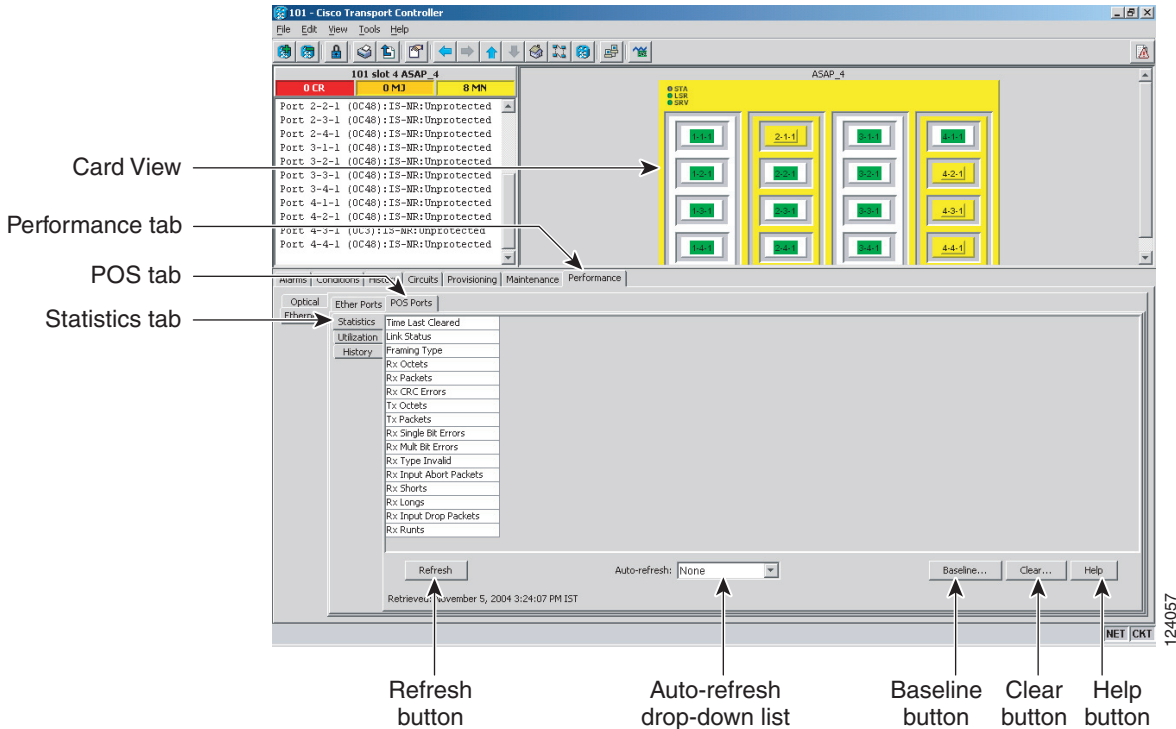 101 - Cisco Transport Controller
File Edit View Tools Help
101 slot 4 ASAP_4
0 CR 0 MJ 8 MN
Port 2-2-1 (OC48):IS-NR:Unprotected
Port 2-3-1 (OC48):IS-NR:Unprotected
Port 2-4-1 (OC48):IS-NR:Unprotected
Port 3-1-1 (OC48):IS-NR:Unprotected
Port 3-2-1 (OC48):IS-NR:Unprotected
Port 3-3-1 (OC48):IS-NR:Unprotected
Port 3-4-1 (OC48):IS-NR:Unprotected
Port 4-1-1 (OC48):IS-NR:Unprotected
Port 4-2-1 (OC48):IS-NR:Unprotected
Port 4-3-1 (OC3):IS-NR:Unprotected
Port 4-4-1 (OC48):IS-NR:Unprotected
ASAP_4
STA
LSR
SRV
1-1-1 2-1-1 3-1-1 4-1-1
1-2-1 2-2-1 3-2-1 4-2-1
1-3-1 2-3-1 3-3-1 4-3-1
1-4-1 2-4-1 3-4-1 4-4-1
Card View
Performance tab
POS tab
Statistics tab
Alarms Conditions History Circuits Provisioning Maintenance Performance
Optical
Ether Ports POS Ports
Statistics
Utilization
History
Time Last Cleared
Link Status
Framing Type
Rx Octets
Rx Packets
Rx CRC Errors
Tx Octets
Tx Packets
Rx Single Bit Errors
Rx Mult Bit Errors
Rx Type Invalid
Rx Input Abort Packets
Rx Shorts
Rx Longs
Rx Input Drop Packets
Rx Runts
Refresh Auto-refresh: None Baseline... Clear... Help
Retrieved: November 5, 2004 3:24:07 PM IST
NET CKT
124057
Refresh button
Auto-refresh drop-down list
Baseline button
Clear button
Help button